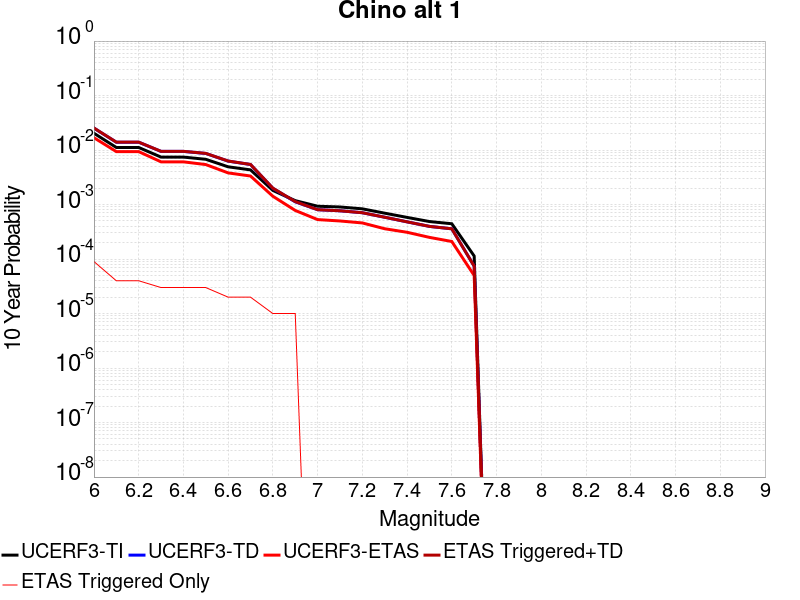 Chino alt 1
10^0
10^-1
10^-2
10^-3
10^-4
10^-5
10^-6
10^-7
10^-8
10 Year Probability
6 6.2 6.4 6.6 6.8 7 7.2 7.4 7.6 7.8 8 8.2 8.4 8.6 8.8 9
Magnitude
UCERF3-TI UCERF3-TD UCERF3-ETAS ETAS Triggered+TD
ETAS Triggered Only